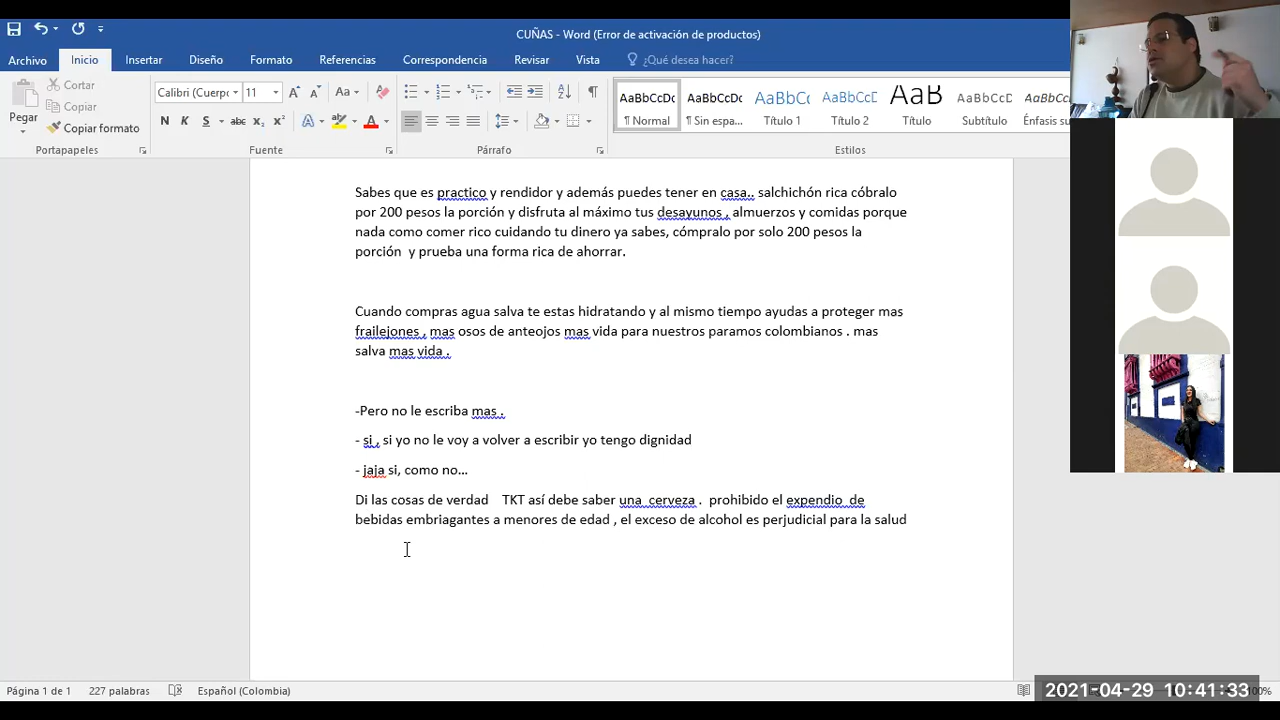 CUÑAS - Word (Error de activación de productos)
Archivo Inicio Insertar Diseño Formato Referencias Correspondencia Revisar Vista ¿Qué desea hacer?
Pegar
Cortar
Copiar
Copiar formato
Portapapeles
Calibri (Cuerpo 11
N K S abc x₂ x²
Fuente
Párrafo
AaBbCcDc AaBbCcDc AaBbCc AaBbCcD AaB AaBbCcD AaBbCcD
¶ Normal ¶ Sin espa... Título 1 Título 2 Título Subtítulo Énfasis su
Estilos
Sabes que es practico y rendidor y además puedes tener en casa.. salchichón rica cóbralo
por 200 pesos la porción y disfruta al máximo tus desayunos , almuerzos y comidas porque
nada como comer rico cuidando tu dinero ya sabes, cómpralo por solo 200 pesos la
porción y prueba una forma rica de ahorrar.
Cuando compras agua salva te estas hidratando y al mismo tiempo ayudas a proteger mas
frailejones , mas osos de anteojos mas vida para nuestros paramos colombianos . mas
salva mas vida .
-Pero no le escriba mas .
- si , si yo no le voy a volver a escribir yo tengo dignidad
- jaja si, como no…
Di las cosas de verdad TKT así debe saber una cerveza . prohibido el expendio de
bebidas embriagantes a menores de edad , el exceso de alcohol es perjudicial para la salud
Página 1 de 1 227 palabras Español (Colombia)
2021-04-29 10:41:33
100%